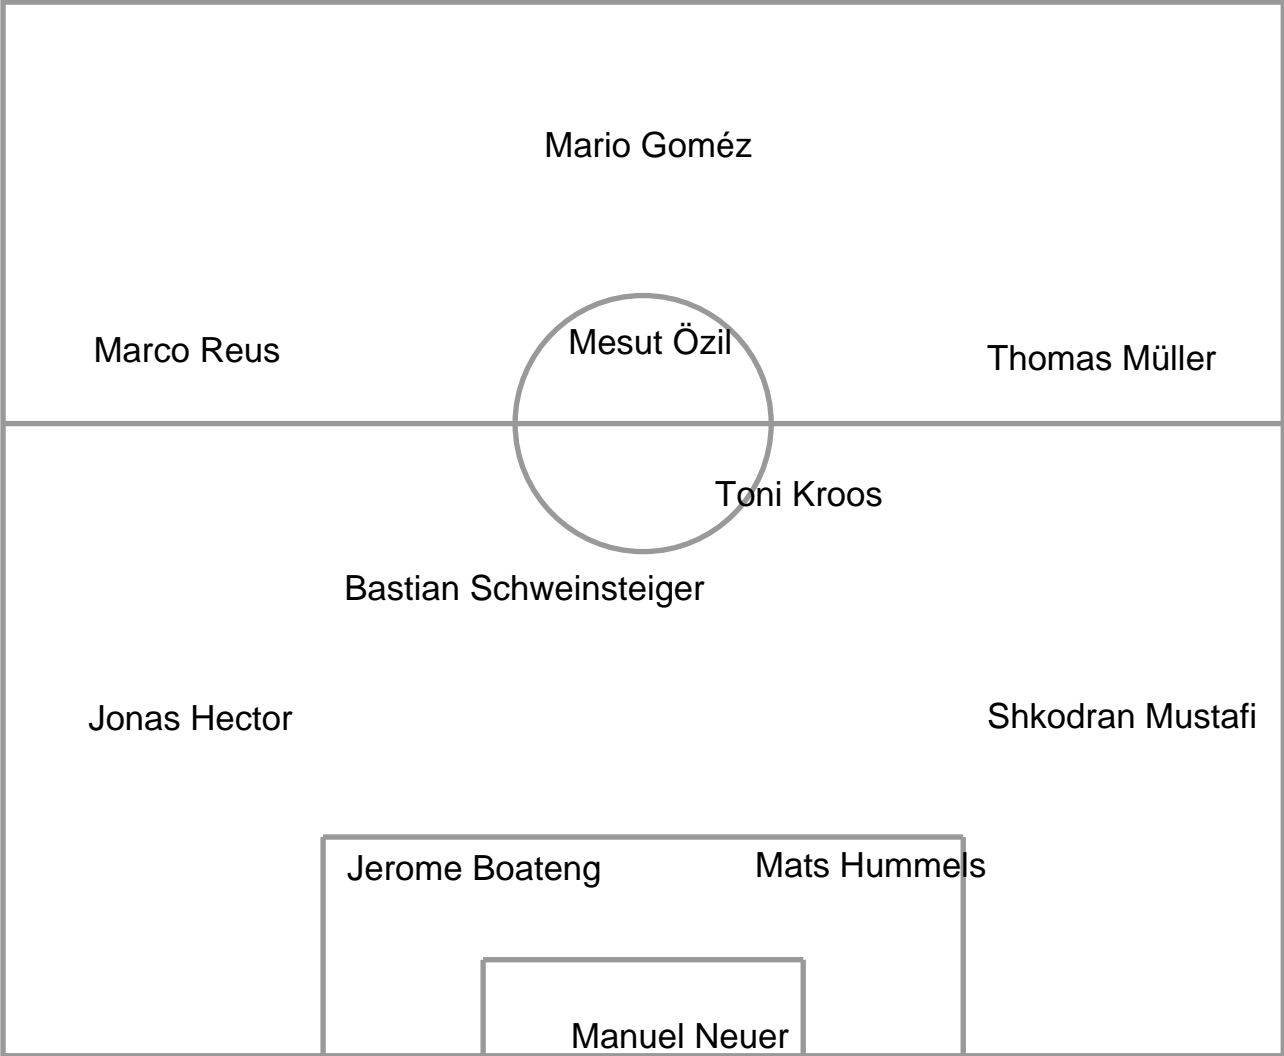 Mario Goméz
Marco Reus
Mesut Özil
Thomas Müller
Toni Kroos
Bastian Schweinsteiger
Jonas Hector
Shkodran Mustafi
Jerome Boateng
Mats Hummels
Manuel Neuer